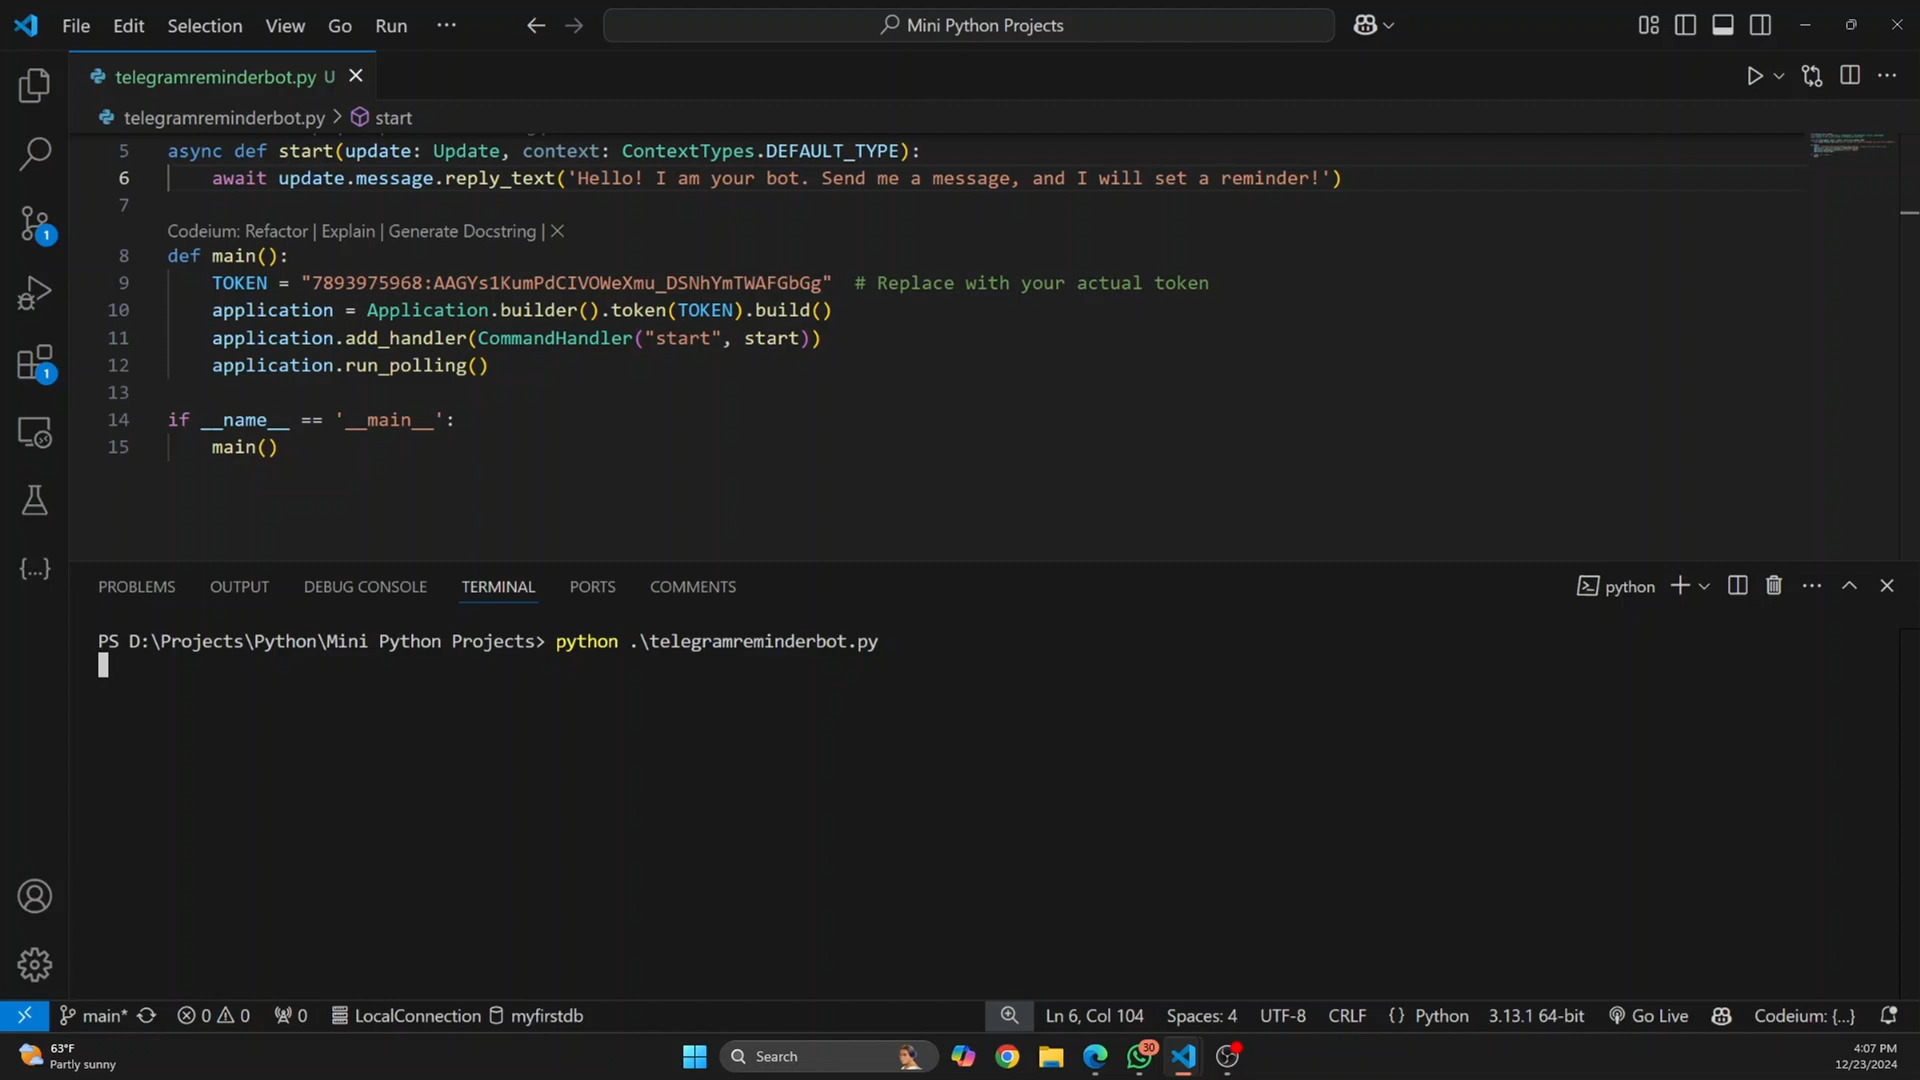 File Edit Selection View Go Run ···
Mini Python Projects
telegramreminderbot.py U
telegramreminderbot.py > start
5 async def start(update: Update, context: ContextTypes.DEFAULT_TYPE):
6 await update.message.reply_text('Hello! I am your bot. Send me a message, and I will set a reminder!')
7
Codeium: Refactor | Explain | Generate Docstring | ✕
8 def main():
9 TOKEN = "7893975968:AAGYs1KumPdCIVOWeXmu_DSNhYmTWAFGbGg" # Replace with your actual token
10 application = Application.builder().token(TOKEN).build()
11 application.add_handler(CommandHandler("start", start))
12 application.run_polling()
13
14 if __name__ == '__main__':
15 main()
1
1
PROBLEMS OUTPUT DEBUG CONSOLE TERMINAL PORTS COMMENTS
python
PS D:\Projects\Python\Mini Python Projects> python .\telegramreminderbot.py
main* 0 0 0 LocalConnection myfirstdb
Ln 6, Col 104 Spaces: 4 UTF-8 CRLF {} Python 3.13.1 64-bit Go Live Codeium: {...}
63°F
Partly sunny
Search
30
4:07 PM
12/23/2024